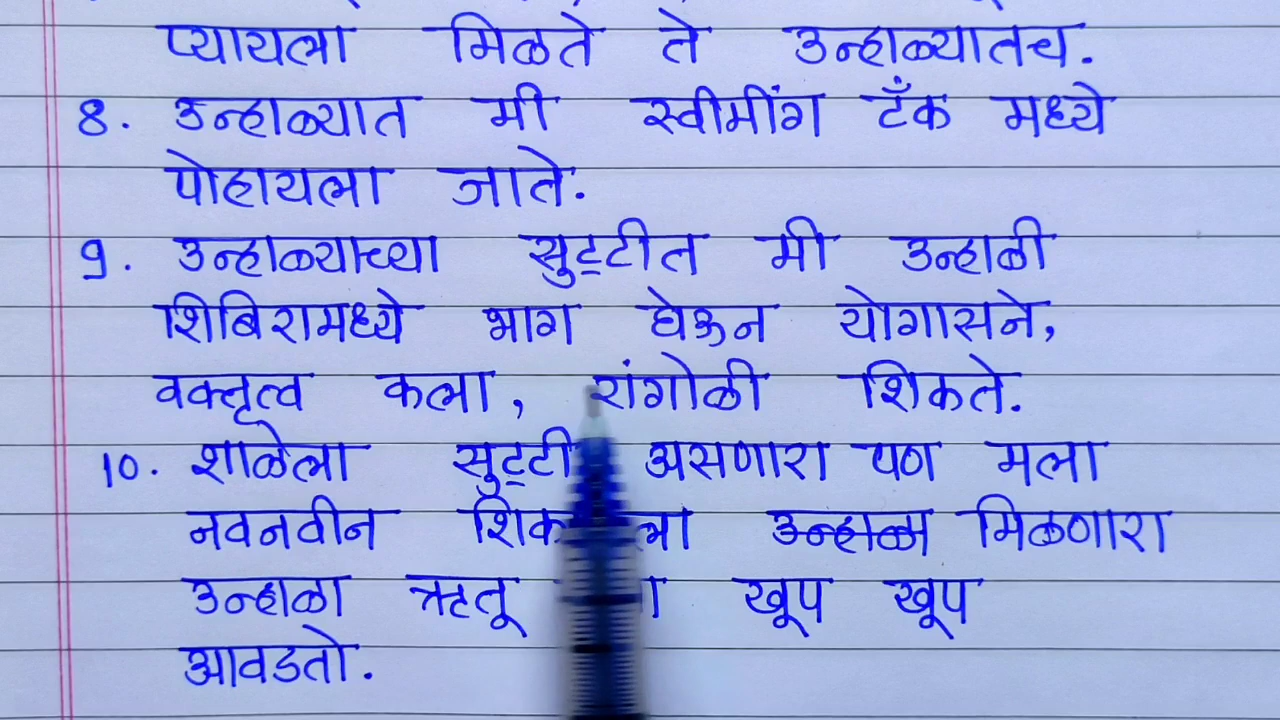 प्यायला मिळते ते उन्हाळ्यातच.
8. उन्हाळ्यात मी स्वीमींग टँक मध्ये
पोहायला जाते.
9. उन्हाळ्याच्या सुट्टीत मी उन्हाळी
शिबिरामध्ये भाग घेऊन योगासने,
वक्तृत्व कला, रांगोळी शिकते.
10. शाळेला सुट्टी असणारा पण मला
नवनवीन उन्हाळा मिळणारा
उन्हाळा ऋतू खूप खूप
आवडतो.